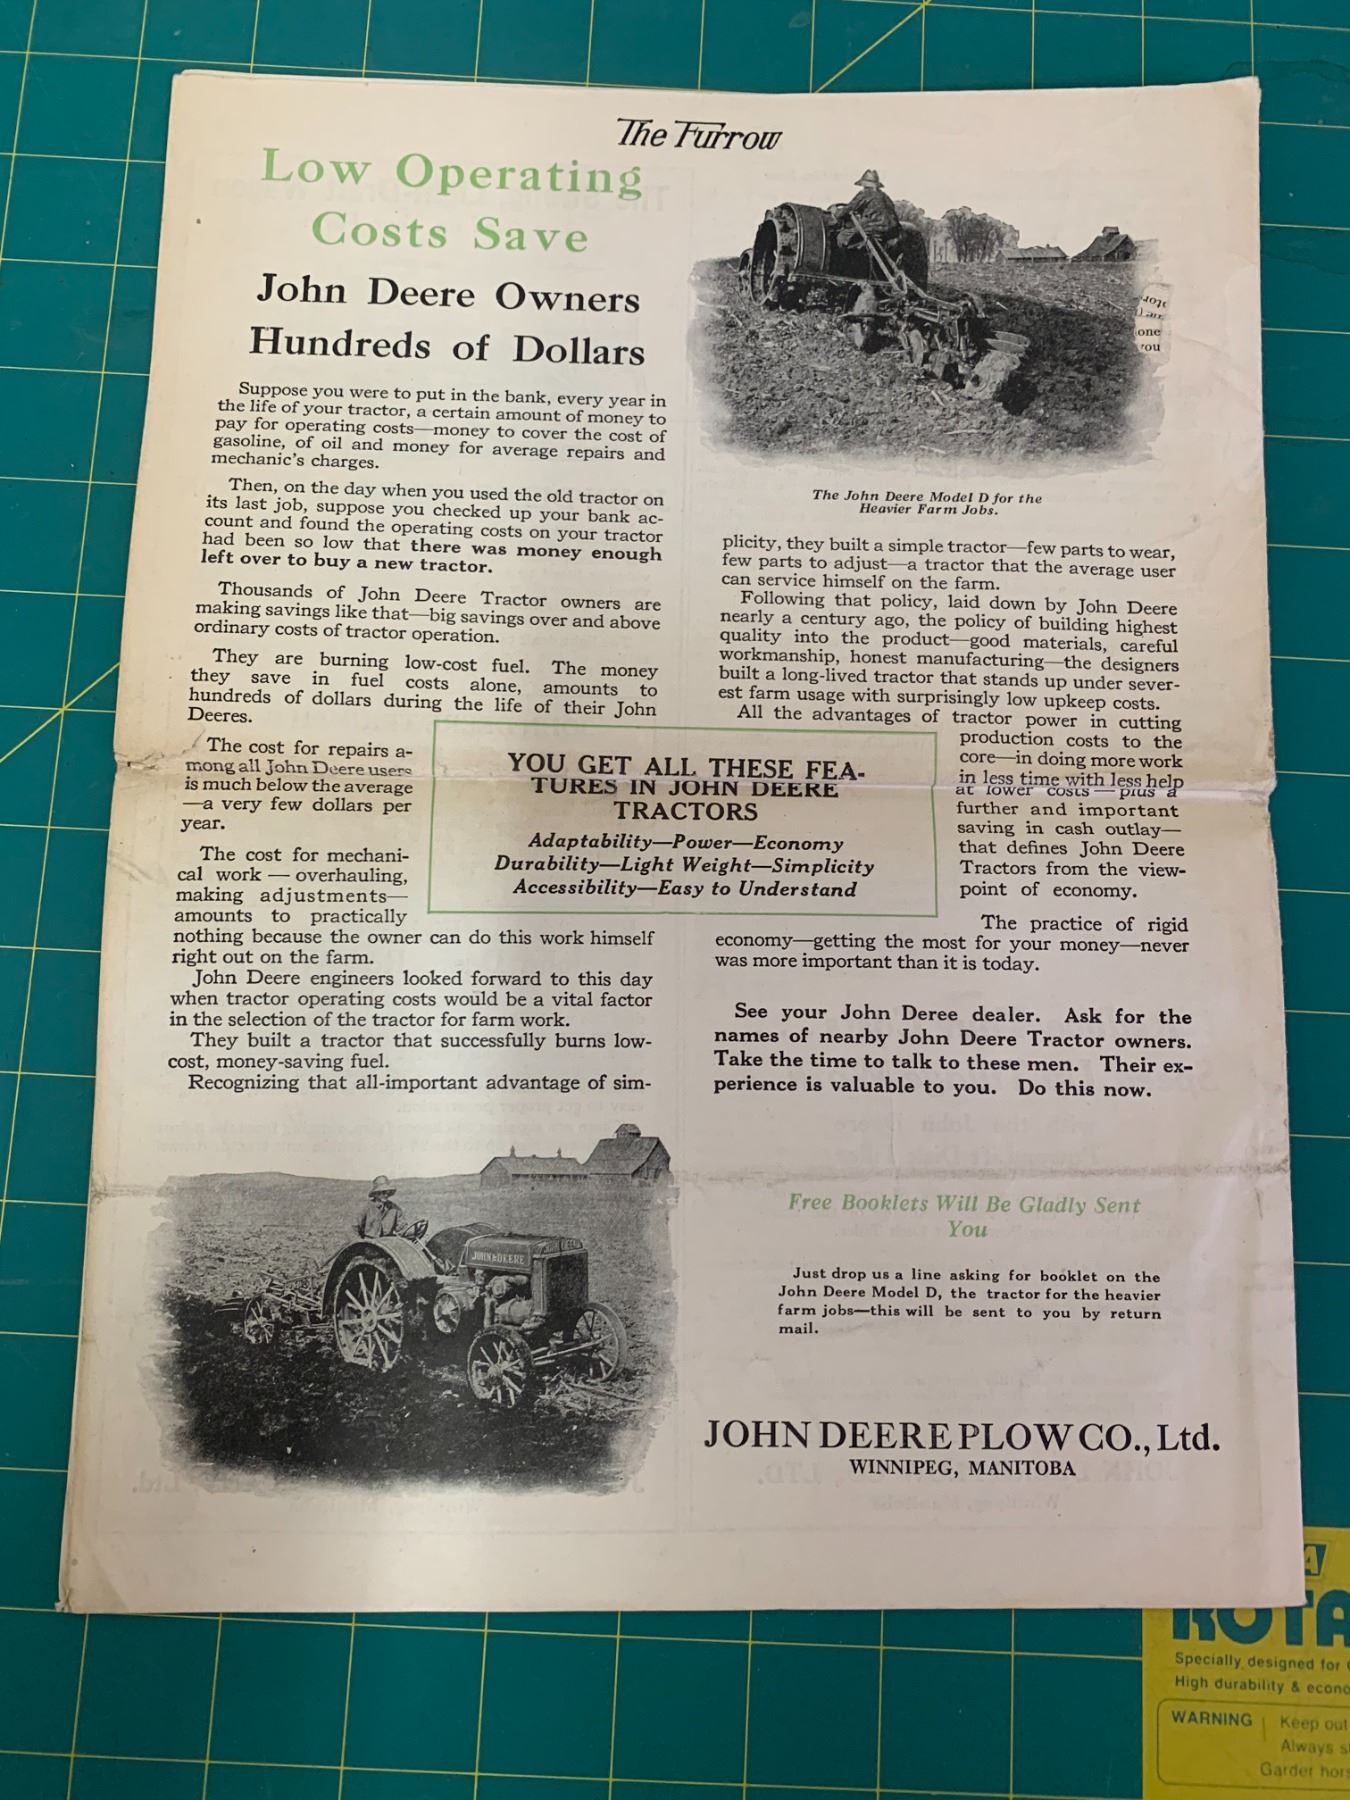 The Furrow
Low Operating
Costs Save
John Deere Owners
Hundreds of Dollars
Suppose you were to put in the bank, every year in
the life of your tractor, a certain amount of money to
pay for operating costs—money to cover the cost of
gasoline, of oil and money for average repairs and
mechanic's charges.
Then, on the day when you used the old tractor on
its last job, suppose you checked up your bank ac-
count and found the operating costs on your tractor
had been so low that there was money enough
left over to buy a new tractor.
Thousands of John Deere Tractor owners are
making savings like that—big savings over and above
ordinary costs of tractor operation.
They are burning low-cost fuel. The money
they save in fuel costs alone, amounts to
hundreds of dollars during the life of their John
Deeres.
The cost for repairs a-
mong all John Deere users
is much below the average
—a very few dollars per
year.
The cost for mechani-
cal work — overhauling,
making adjustments—
amounts to practically
nothing because the owner can do this work himself
right out on the farm.
John Deere engineers looked forward to this day
when tractor operating costs would be a vital factor
in the selection of the tractor for farm work.
They built a tractor that successfully burns low-
cost, money-saving fuel.
Recognizing that all-important advantage of sim-
JOHN DEERE
YOU GET ALL THESE FEA-
TURES IN JOHN DEERE
TRACTORS
Adaptability—Power—Economy
Durability—Light Weight—Simplicity
Accessibility—Easy to Understand
one
you
The John Deere Model D for the
Heavier Farm Jobs.
plicity, they built a simple tractor—few parts to wear,
few parts to adjust—a tractor that the average user
can service himself on the farm.
Following that policy, laid down by John Deere
nearly a century ago, the policy of building highest
quality into the product—good materials, careful
workmanship, honest manufacturing—the designers
built a long-lived tractor that stands up under sever-
est farm usage with surprisingly low upkeep costs.
All the advantages of tractor power in cutting
production costs to the
core—in doing more work
in less time with less help
at lower costs — plus a
further and important
saving in cash outlay—
that defines John Deere
Tractors from the view-
point of economy.
The practice of rigid
economy—getting the most for your money—never
was more important than it is today.
See your John Deree dealer. Ask for the
names of nearby John Deere Tractor owners.
Take the time to talk to these men. Their ex-
perience is valuable to you. Do this now.
Free Booklets Will Be Gladly Sent
You
Just drop us a line asking for booklet on the
John Deere Model D, the tractor for the heavier
farm jobs—this will be sent to you by return
mail.
JOHN DEERE PLOW CO., Ltd.
WINNIPEG, MANITOBA
Specially designed for
High durability &
WARNING
Keep out
Always